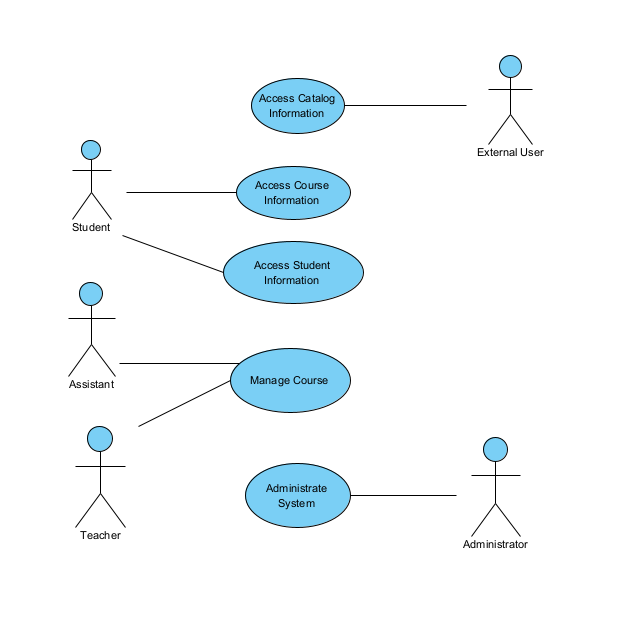 Access Catalog
Information
External User
Access Course
Information
Student
Access Student
Information
Assistant
Manage Course
Teacher
Administrate
System
Administrator